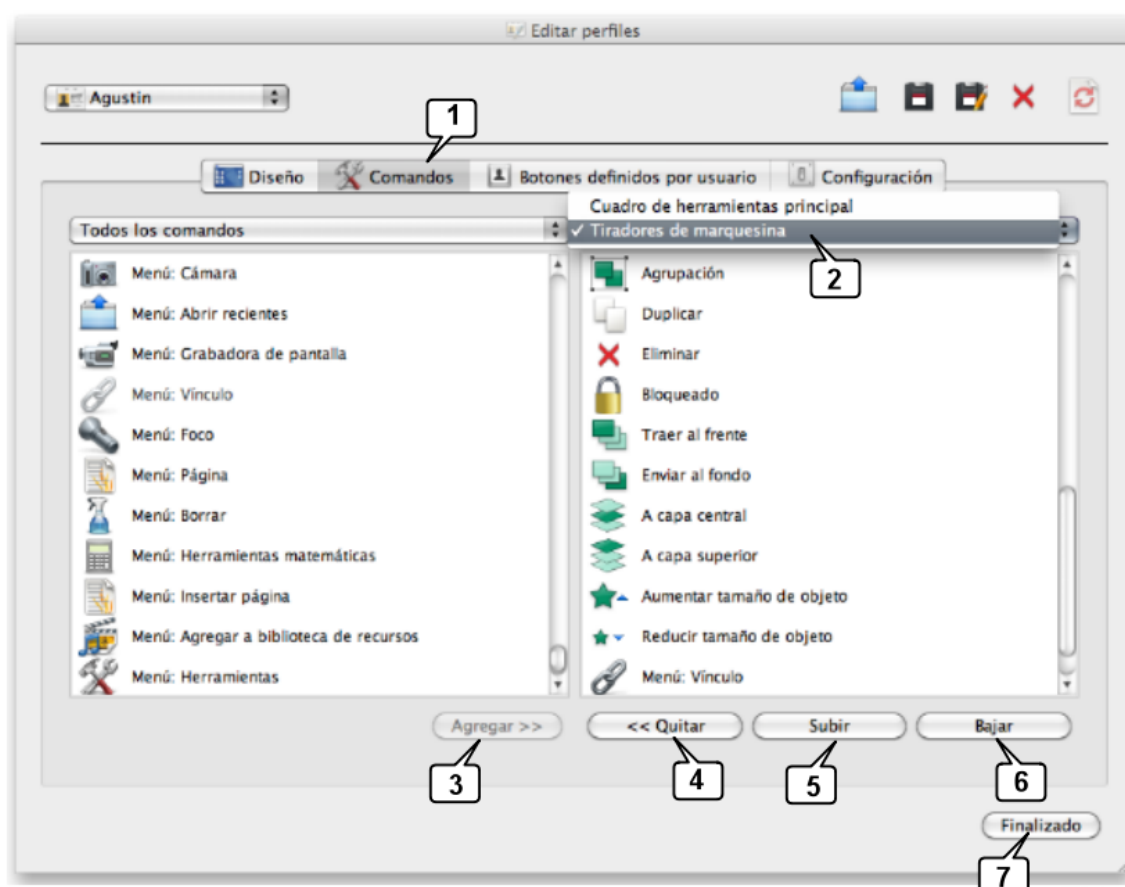 Editar perfiles
Agustin
1
Diseño
Comandos
Botones definidos por usuario
Configuración
Cuadro de herramientas principal
Todos los comandos
Tiradores de marquesina
2
Menú: Cámara
Menú: Abrir recientes
Menú: Grabadora de pantalla
Menú: Vínculo
Menú: Foco
Menú: Página
Menú: Borrar
Menú: Herramientas matemáticas
Menú: Insertar página
Menú: Agregar a biblioteca de recursos
Menú: Herramientas
Agrupación
Duplicar
Eliminar
Bloqueado
Traer al frente
Enviar al fondo
A capa central
A capa superior
Aumentar tamaño de objeto
Reducir tamaño de objeto
Menú: Vínculo
Agregar >>
<< Quitar
Subir
Bajar
3
4
5
6
Finalizado
7